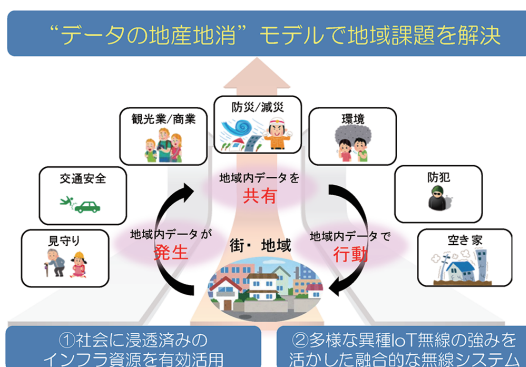 “データの地産地消”モデルで地域課題を解決
防災/減災
観光業/商業
環境
交通安全
防犯
見守り
空き家
地域内データを
共有
地域内データが
発生
地域内データで
行動
街・地域
①社会に浸透済みの
インフラ資源を有効活用
②多様な異種IoT無線の強みを
活かした融合的な無線システム